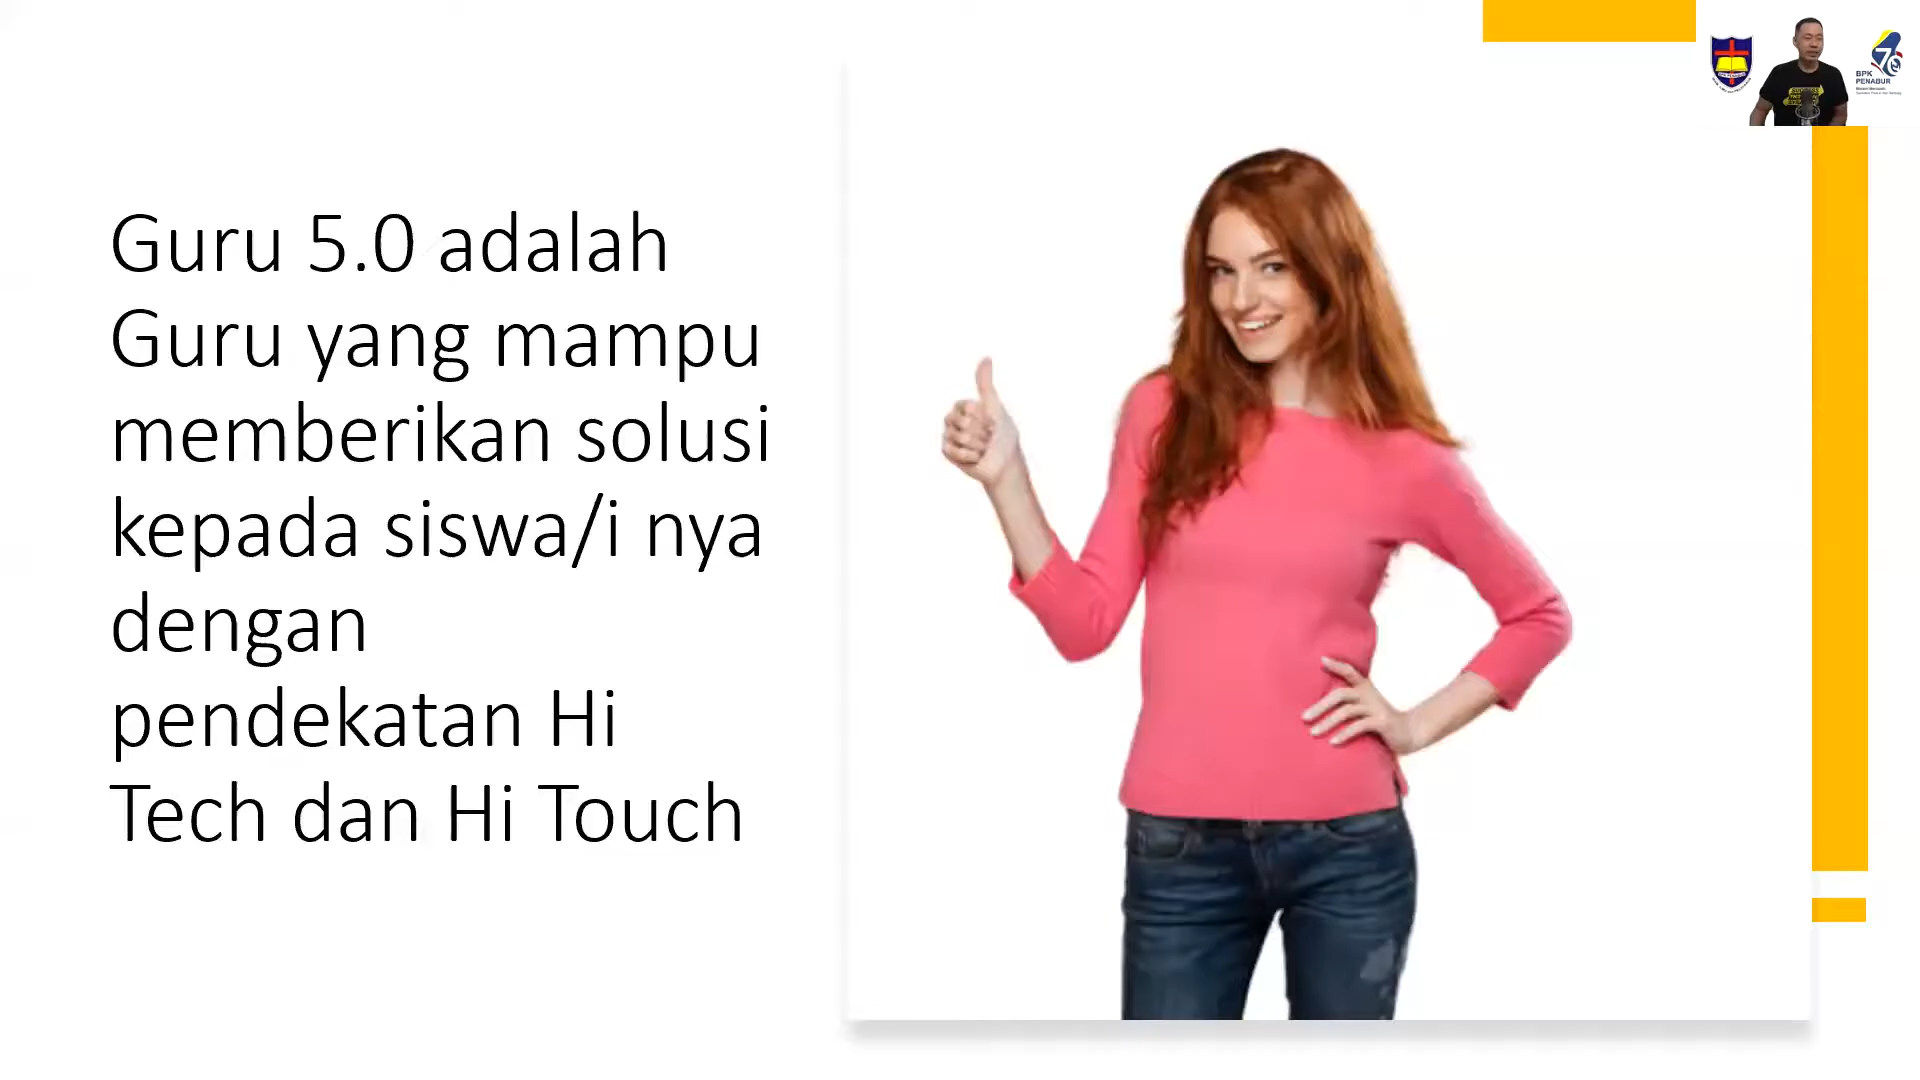 Guru 5.0 adalah
Guru yang mampu
memberikan solusi
kepada siswa/i nya
dengan
pendekatan Hi
Tech dan Hi Touch
BPK
PENABUR